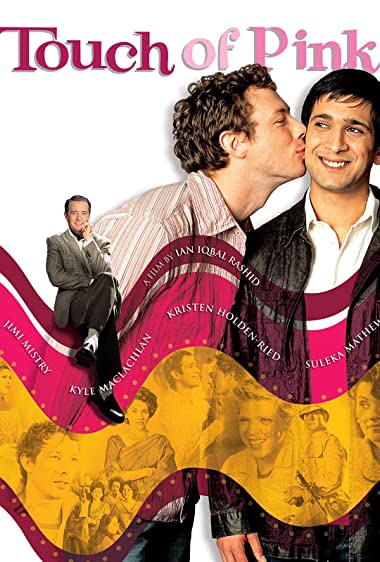 Touch of Pink
A FILM BY IAN IQBAL RASHID
JIMI MISTRY
KYLE MACLACHLAN
KRISTEN HOLDEN-RIED
SULEKA MATHEW